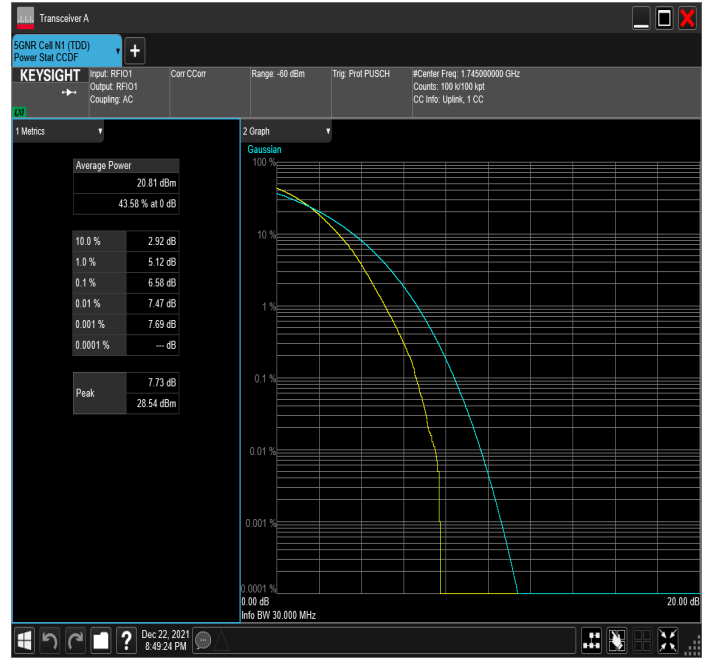 Transceiver A
5GNR Cell N1 (TDD)
Power Stat CCDF
+
KEYSIGHT
Input: RFIO1
Output: RFIO1
Coupling: AC
Corr CCorr
Range: -60 dBm
Trig: Prot PUSCH
#Center Freq: 1.745000000 GHz
Counts: 100 k/100 kpt
CC Info: Uplink, 1 CC
1 Metrics
Average Power
20.81 dBm
43.58 % at 0 dB
10.0 % 2.92 dB
1.0 % 5.12 dB
0.1 % 6.58 dB
0.01 % 7.47 dB
0.001 % 7.69 dB
0.0001 % --- dB
Peak
7.73 dB
28.54 dBm
2 Graph
Gaussian
100 %
10 %
1 %
0.1 %
0.01 %
0.001 %
0.0001 %
0.00 dB 20.00 dB
Info BW 30.000 MHz
?
Dec 22, 2021
8:49:24 PM